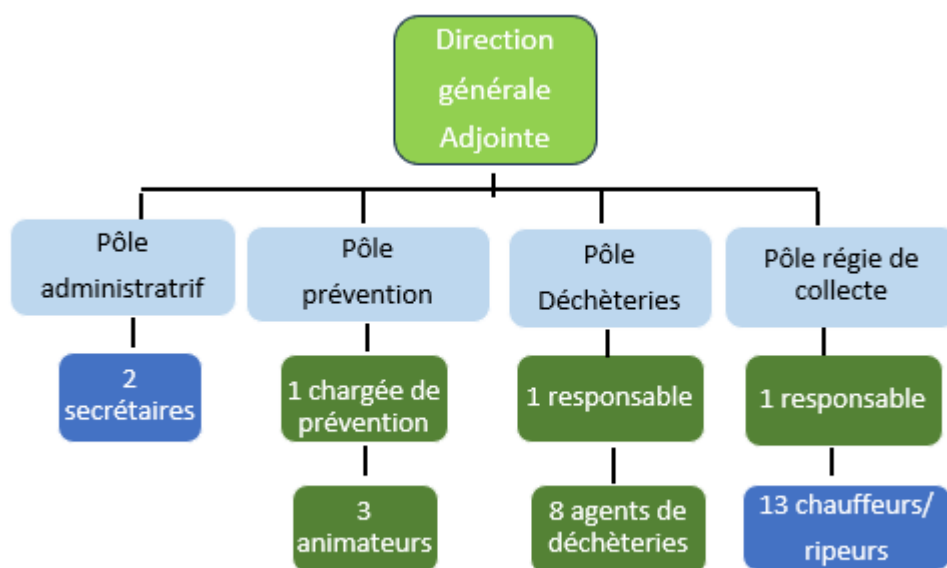 Direction
générale
Adjointe
Pôle
administratrif
Pôle
prévention
Pôle
Déchèteries
Pôle régie de
collecte
2
secrétaires
1 chargée de
prévention
1 responsable
1 responsable
3
animateurs
8 agents de
déchèteries
13 chauffeurs/
ripeurs